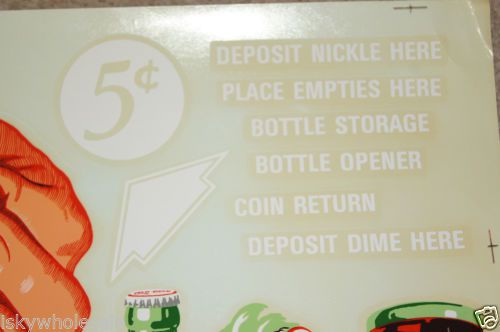 5¢
DEPOSIT NICKLE HERE
PLACE EMPTIES HERE
BOTTLE STORAGE
BOTTLE OPENER
COIN RETURN
DEPOSIT DIME HERE